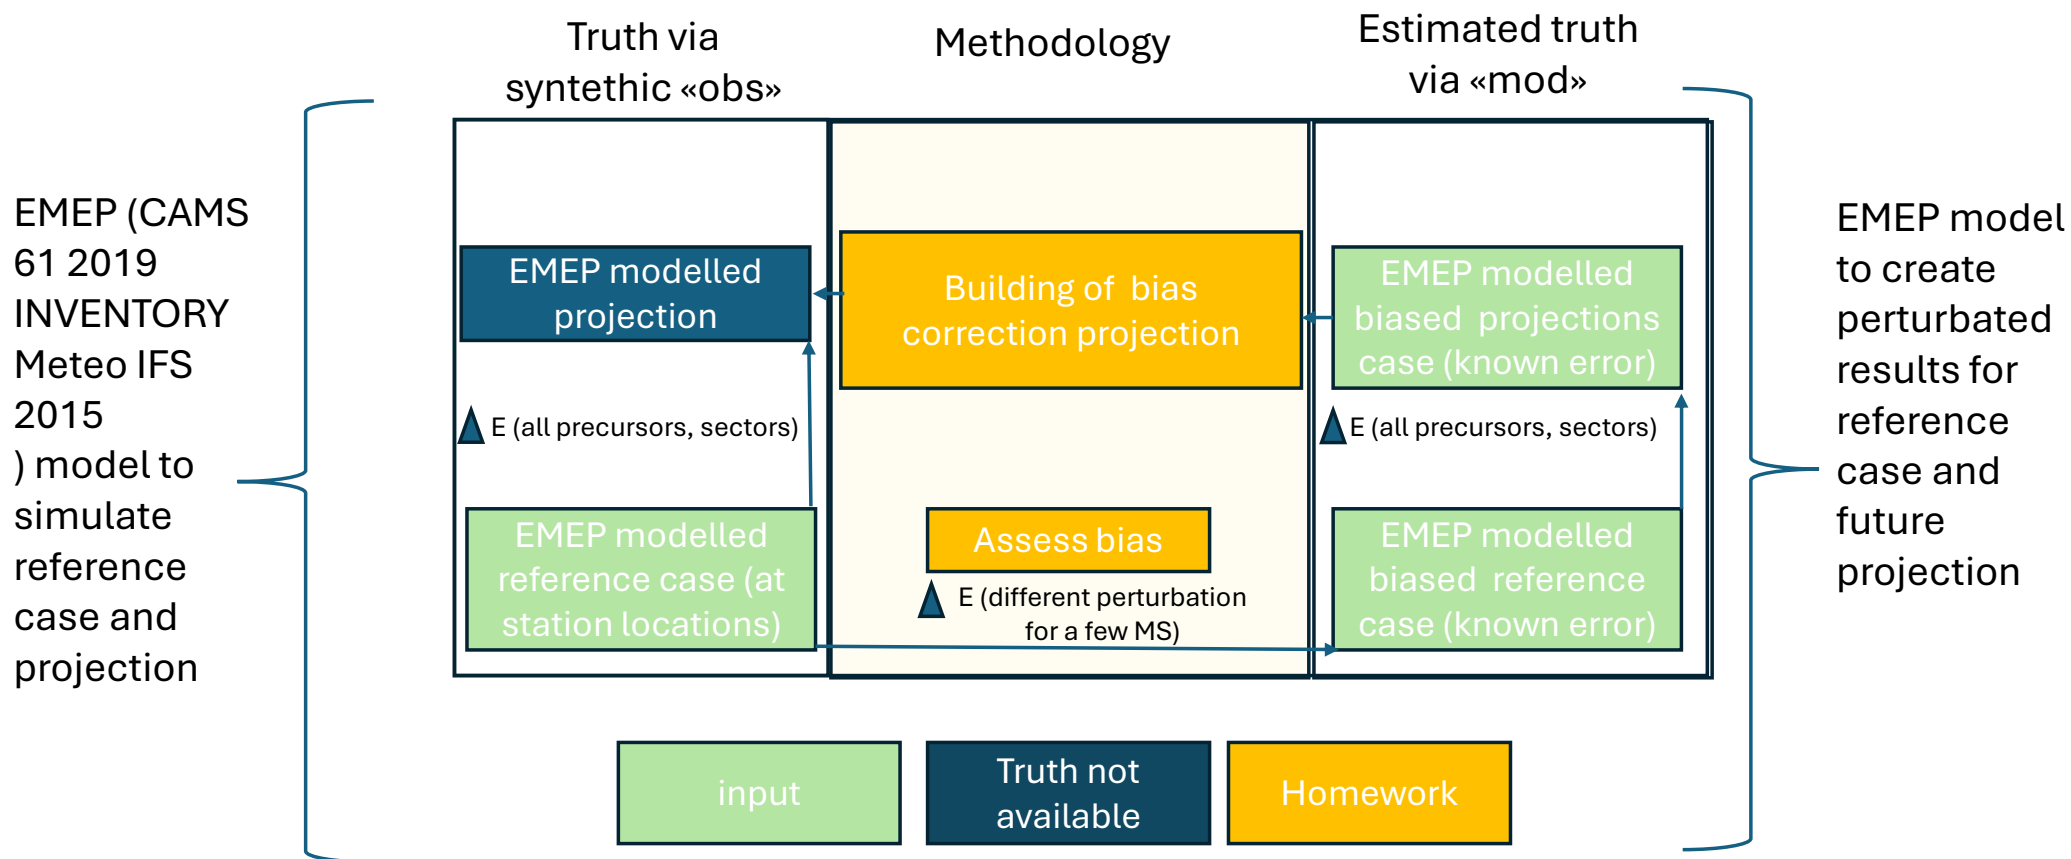 Truth via
syntethic «obs»
Methodology
Estimated truth
via «mod»
EMEP (CAMS
61 2019
INVENTORY
Meteo IFS
2015
) model to
simulate
reference
case and
projection
EMEP modelled
projection
E (all precursors, sectors)
EMEP modelled
reference case (at
station locations)
Building of bias
correction projection
Assess bias
E (different perturbation
for a few MS)
EMEP modelled
biased projections
case (known error)
E (all precursors, sectors)
EMEP modelled
biased reference
case (known error)
EMEP model
to create
perturbated
results for
reference
case and
future
projection
input
Truth not
available
Homework